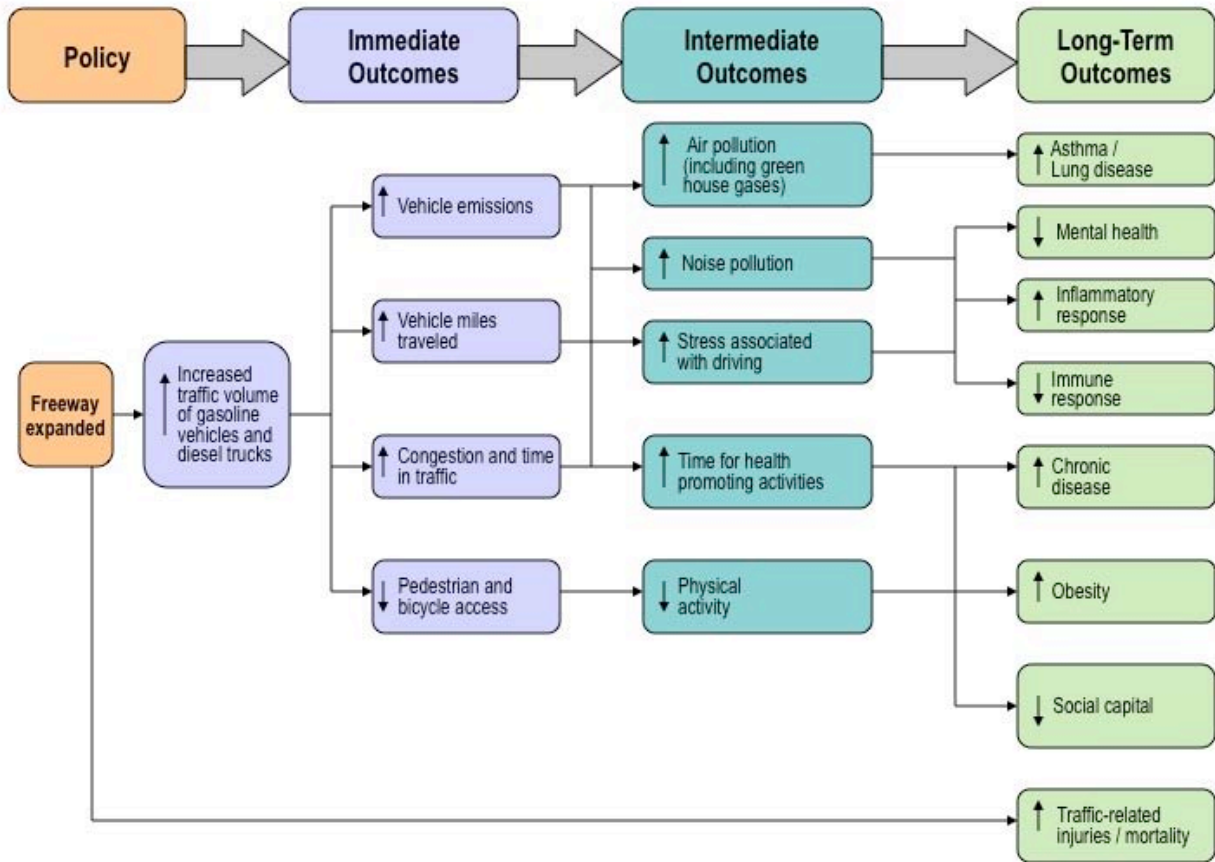 Policy
Immediate
Outcomes
Intermediate
Outcomes
Long-Term
Outcomes
Freeway
expanded
Increased
traffic volume
of gasoline
vehicles and
diesel trucks
Vehicle emissions
Vehicle miles
traveled
Congestion and time
in traffic
Pedestrian and
bicycle access
Air pollution
(including green
house gases)
Noise pollution
Stress associated
with driving
Time for health
promoting activities
Physical
activity
Asthma /
Lung disease
Mental health
Inflammatory
response
Immune
response
Chronic
disease
Obesity
Social capital
Traffic-related
injuries / mortality